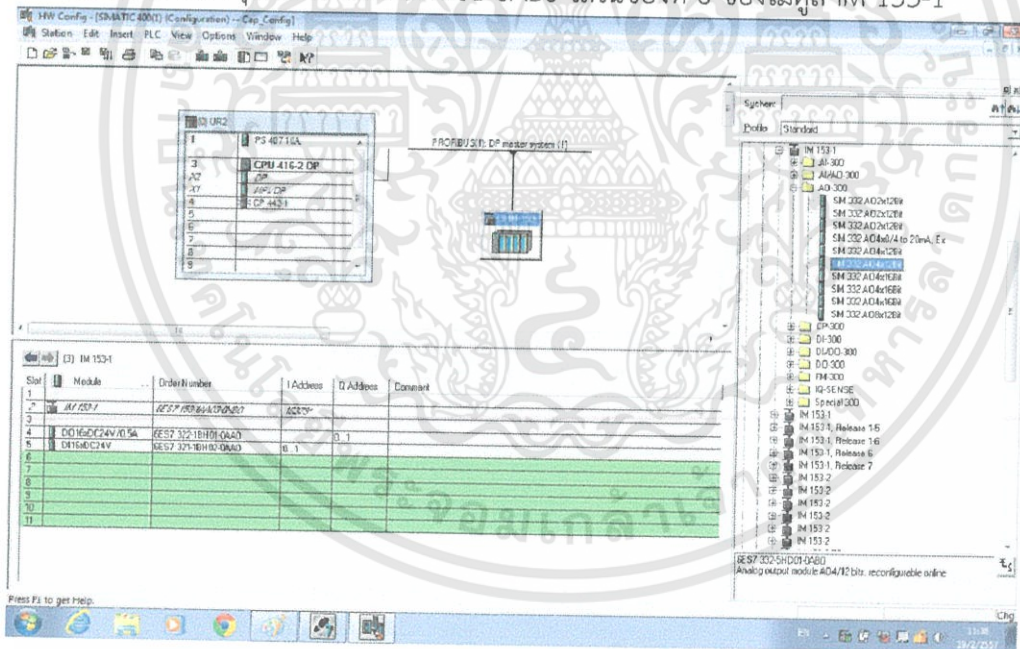 HW Config - [SIMATIC 400(1) (Configuration) -- Cep_Config]
Station Edit Insert PLC View Options Window Help
(0) UR2
1 PS 407 10A
3 CPU 416-2 DP
X2 DP
X1 MPI/DP
4 CP 443-1
5
6
7
8
9
PROFIBUS(1): DP master system (1)
Profile Standard
IM 153-1
AI-300
AI/AO-300
AO-300
SM 332 AO2x12Bit
SM 332 AO2x12Bit
SM 332 AO2x12Bit
SM 332 AO4x0/4 to 20mA, Ex
SM 332 AO4x12Bit
SM 332 AO4x12Bit
SM 332 AO4x16Bit
SM 332 AO4x16Bit
SM 332 AO4x16Bit
SM 332 AO8x12Bit
CP-300
DI-300
DI/DO-300
DO-300
FM-300
IQ-SENSE
Special 300
IM 153-1
IM 153-1, Release 1-5
IM 153-1, Release 1-6
IM 153-1, Release 6
IM 153-1, Release 7
IM 153-2
IM 153-2
IM 153-2
IM 153-2
IM 153-2
IM 153-2
6ES7 332-5HD01-0AB0
Analog output module AO4/12 bits, reconfigurable online
(3) IM 153-1
Slot Module Order Number I Address Q Address Comment
1
2 IM 153-1
3
4 DO16xDC24V/0.5A 6ES7 322-1BH01-0AA0 0..1
5 DI16xDC24V 6ES7 321-1BH02-0AA0 0..1
6
7
8
9
10
11
Press F1 to get Help.
Chg
EN 11:38